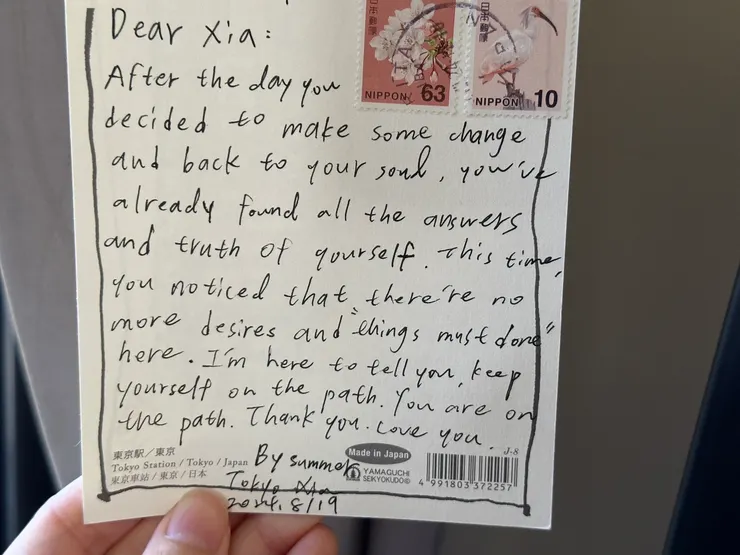 Dear Xia:
日本郵便
NIPPON 63
日本郵便
NIPPON 10
After the day you
decided to make some change
and back to your soul, you've
already found all the answers
and truth of yourself. This time,
you noticed that there're no
more desires and "things must done"
here. I'm here to tell you, keep
yourself on the path. You are on
the path. Thank you. Love you.
東京駅／東京
Tokyo Station / Tokyo / Japan
東京車站 / 東京 / 日本
By summer
Tokyo
2024. 8/19
Made in Japan
YAMAGUCHI
SEIKYOKUDO©
J-8
4 991803 372257